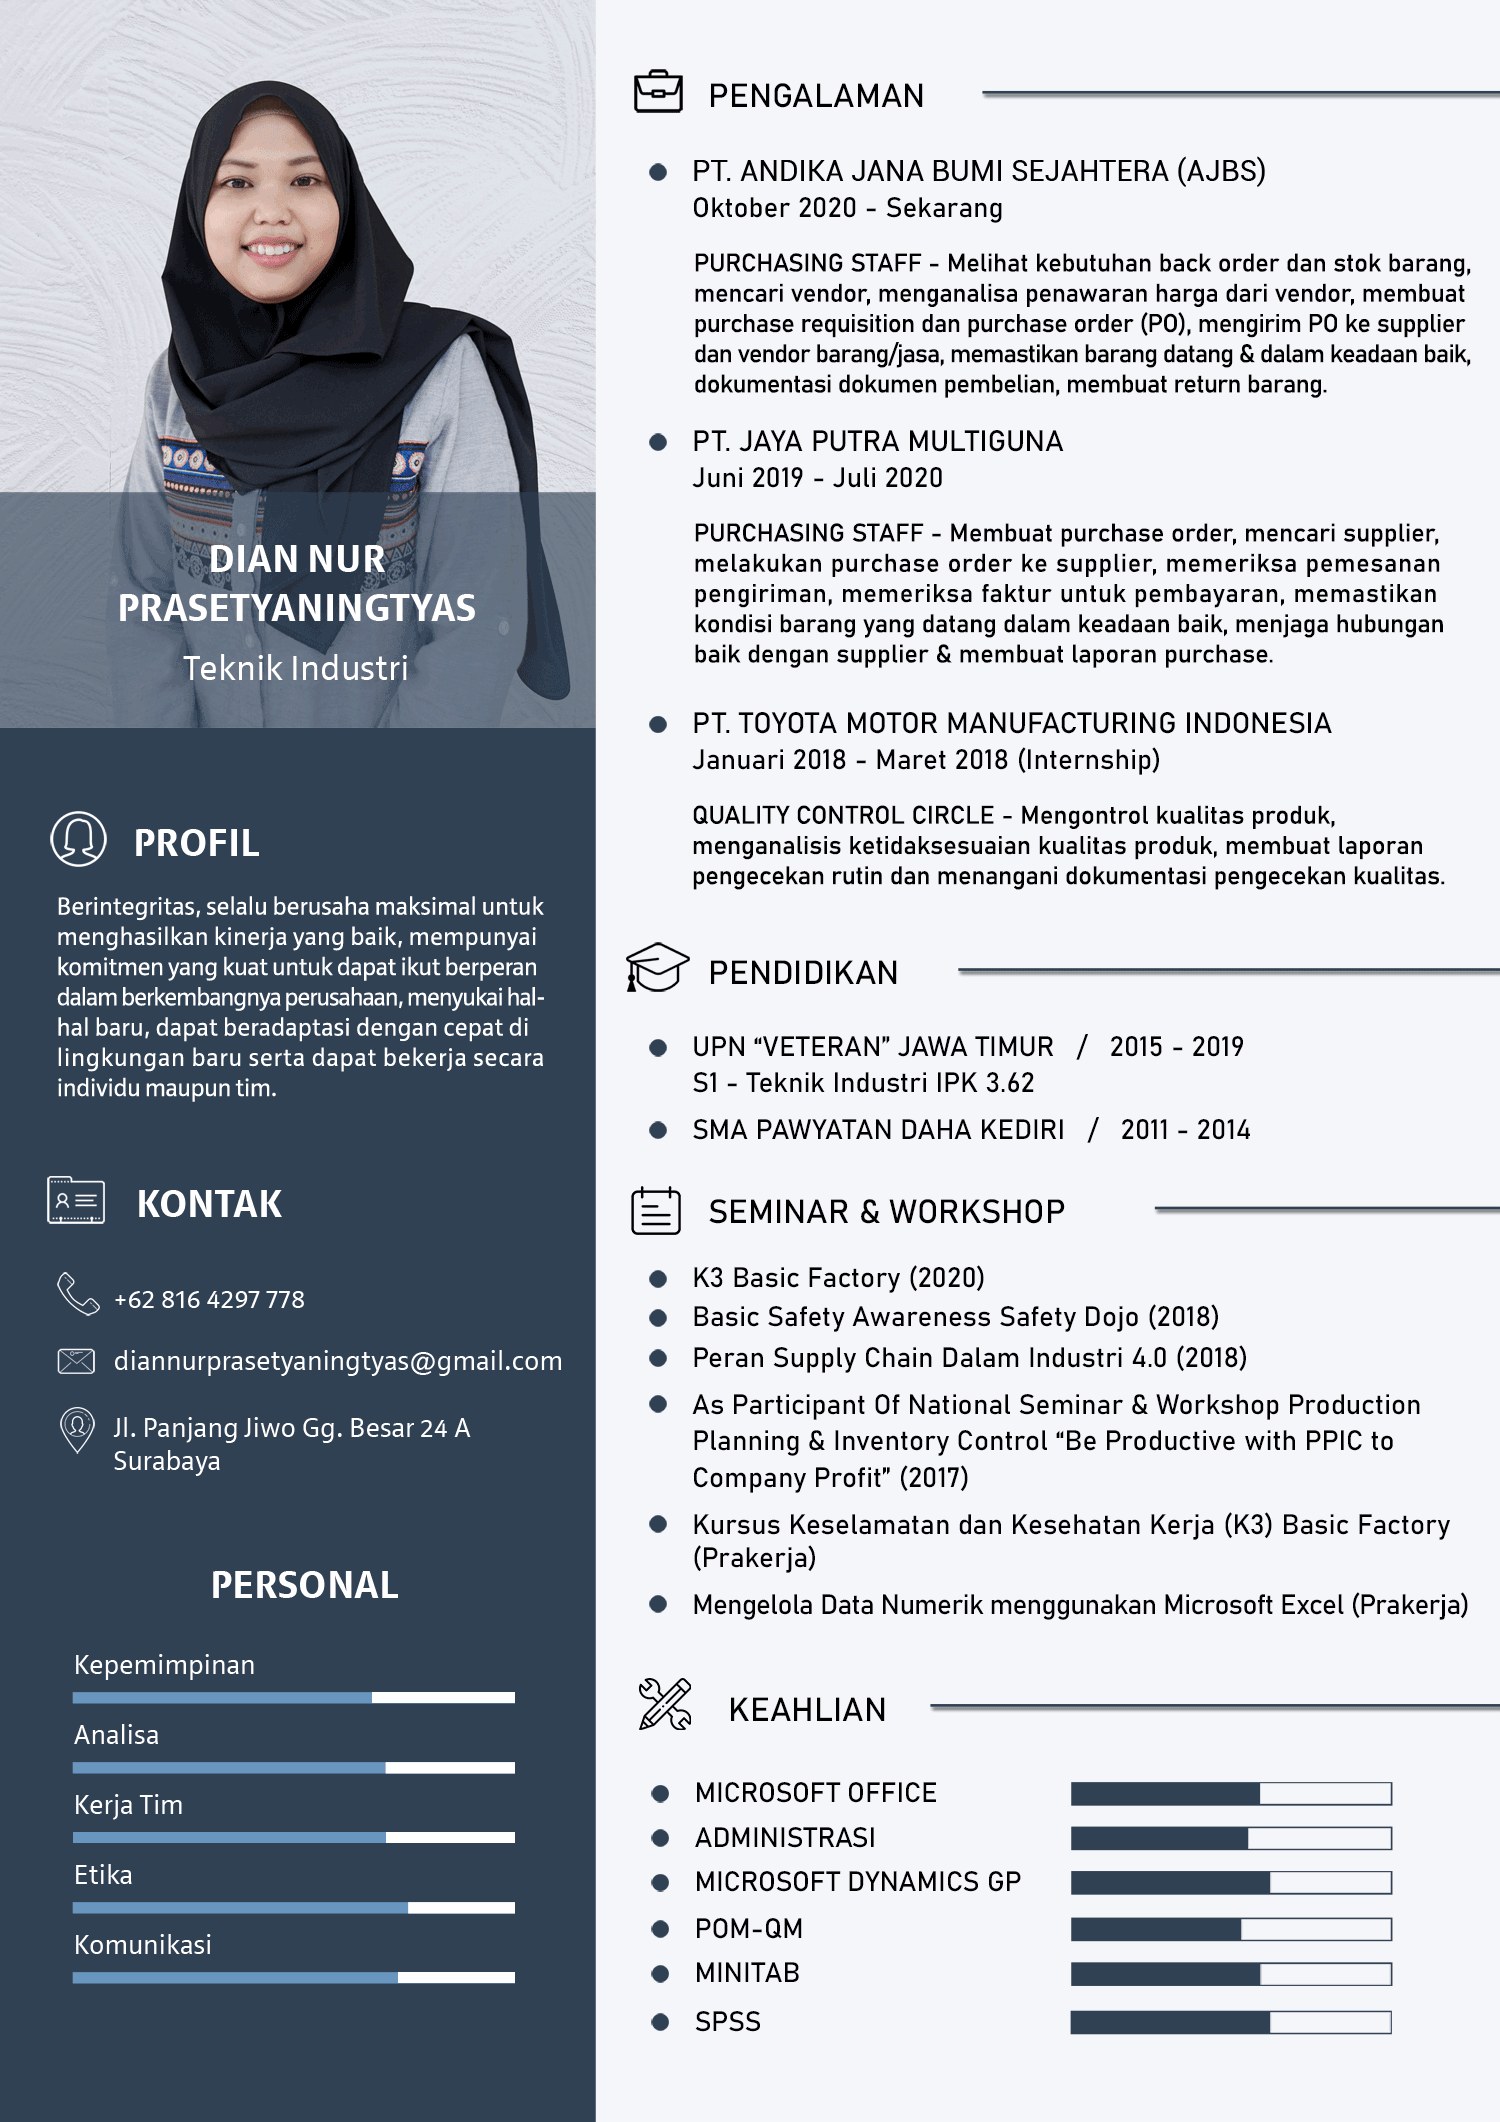 DIAN NUR
PRASETYANINGTYAS
Teknik Industri
PROFIL
Berintegritas, selalu berusaha maksimal untuk
menghasilkan kinerja yang baik, mempunyai
komitmen yang kuat untuk dapat ikut berperan
dalam berkembangnya perusahaan, menyukai hal-
hal baru, dapat beradaptasi dengan cepat di
lingkungan baru serta dapat bekerja secara
individu maupun tim.
KONTAK
+62 816 4297 778
diannurprasetyaningtyas@gmail.com
Jl. Panjang Jiwo Gg. Besar 24 A
Surabaya
PERSONAL
Kepemimpinan
Analisa
Kerja Tim
Etika
Komunikasi
PENGALAMAN
PT. ANDIKA JANA BUMI SEJAHTERA (AJBS)
Oktober 2020 - Sekarang
PURCHASING STAFF - Melihat kebutuhan back order dan stok barang,
mencari vendor, menganalisa penawaran harga dari vendor, membuat
purchase requisition dan purchase order (PO), mengirim PO ke supplier
dan vendor barang/jasa, memastikan barang datang & dalam keadaan baik,
dokumentasi dokumen pembelian, membuat return barang.
PT. JAYA PUTRA MULTIGUNA
Juni 2019 - Juli 2020
PURCHASING STAFF - Membuat purchase order, mencari supplier,
melakukan purchase order ke supplier, memeriksa pemesanan
pengiriman, memeriksa faktur untuk pembayaran, memastikan
kondisi barang yang datang dalam keadaan baik, menjaga hubungan
baik dengan supplier & membuat laporan purchase.
PT. TOYOTA MOTOR MANUFACTURING INDONESIA
Januari 2018 - Maret 2018 (Internship)
QUALITY CONTROL CIRCLE - Mengontrol kualitas produk,
menganalisis ketidaksesuaian kualitas produk, membuat laporan
pengecekan rutin dan menangani dokumentasi pengecekan kualitas.
PENDIDIKAN
UPN “VETERAN” JAWA TIMUR / 2015 - 2019
S1 - Teknik Industri IPK 3.62
SMA PAWYATAN DAHA KEDIRI / 2011 - 2014
SEMINAR & WORKSHOP
K3 Basic Factory (2020)
Basic Safety Awareness Safety Dojo (2018)
Peran Supply Chain Dalam Industri 4.0 (2018)
As Participant Of National Seminar & Workshop Production
Planning & Inventory Control “Be Productive with PPIC to
Company Profit” (2017)
Kursus Keselamatan dan Kesehatan Kerja (K3) Basic Factory
(Prakerja)
Mengelola Data Numerik menggunakan Microsoft Excel (Prakerja)
KEAHLIAN
MICROSOFT OFFICE
ADMINISTRASI
MICROSOFT DYNAMICS GP
POM-QM
MINITAB
SPSS